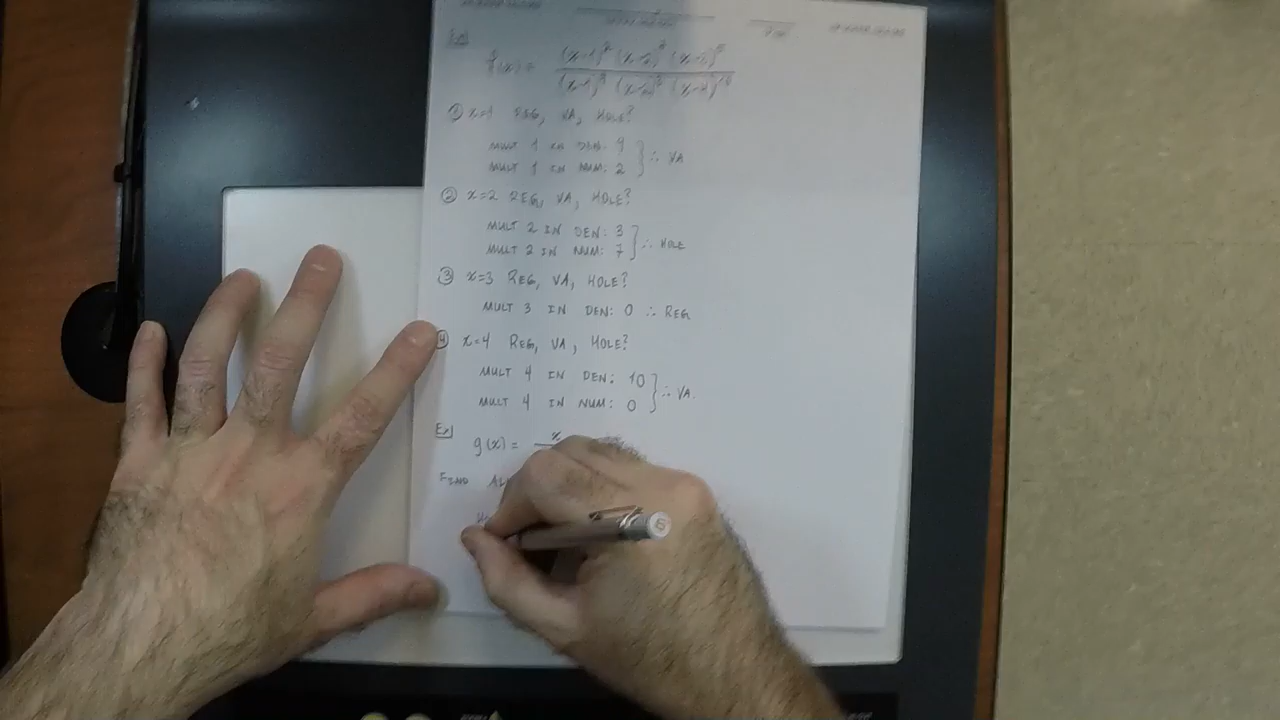 Ex
f(x) = (x-1)² (x-2)⁷ (x-3)⁵
(x-1)⁹ (x-2)³ (x-4)¹⁰
① x=1 REG, VA, HOLE?
MULT 1 IN DEN: 9
MULT 1 IN NUM: 2 } ∴ VA
② x=2 REG, VA, HOLE?
MULT 2 IN DEN: 3
MULT 2 IN NUM: 7 } ∴ HOLE
③ x=3 REG, VA, HOLE?
MULT 3 IN DEN: 0 ∴ REG
④ x=4 REG, VA, HOLE?
MULT 4 IN DEN: 10
MULT 4 IN NUM: 0 } ∴ VA.
Ex
g(x) = x
FIND